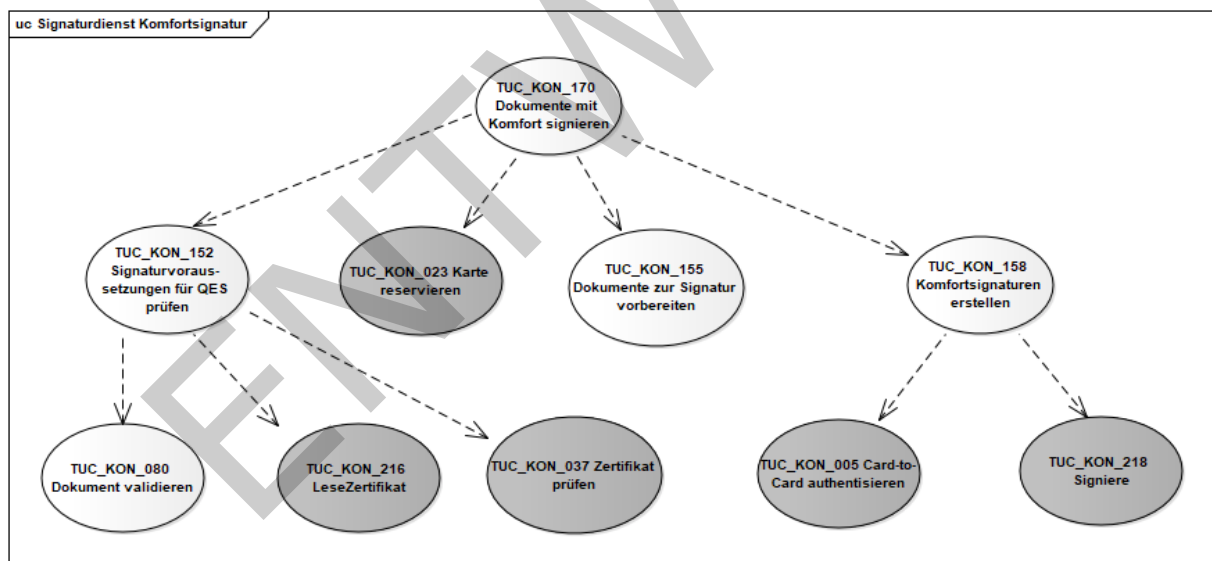 uc Signaturdienst Komfortsignatur
TUC_KON_170
Dokumente mit
Komfort signieren
TUC_KON_152
Signaturvoraus-
setzungen für QES
prüfen
TUC_KON_023 Karte
reservieren
TUC_KON_155
Dokumente zur Signatur
vorbereiten
TUC_KON_158
Komfortsignaturen
erstellen
TUC_KON_080
Dokument validieren
TUC_KON_216
LeseZertifikat
TUC_KON_037 Zertifikat
prüfen
TUC_KON_005 Card-to-
Card authentisieren
TUC_KON_218
Signiere
ENTW